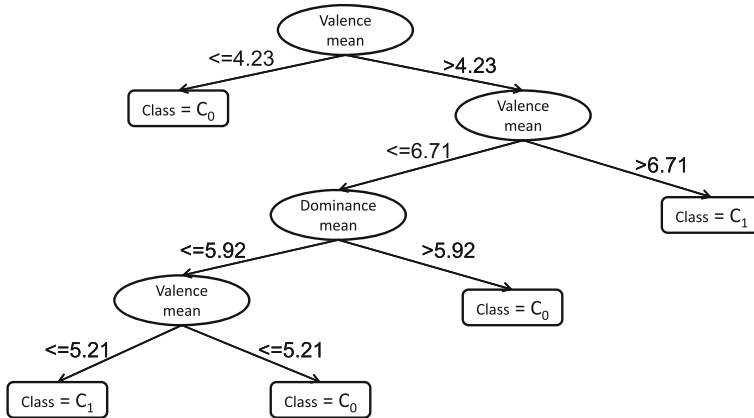 Valence
mean
<=4.23
>4.23
Class = C0
Valence
mean
<=6.71
>6.71
Dominance
mean
Class = C1
<=5.92
>5.92
Valence
mean
Class = C0
<=5.21
<=5.21
Class = C1
Class = C0